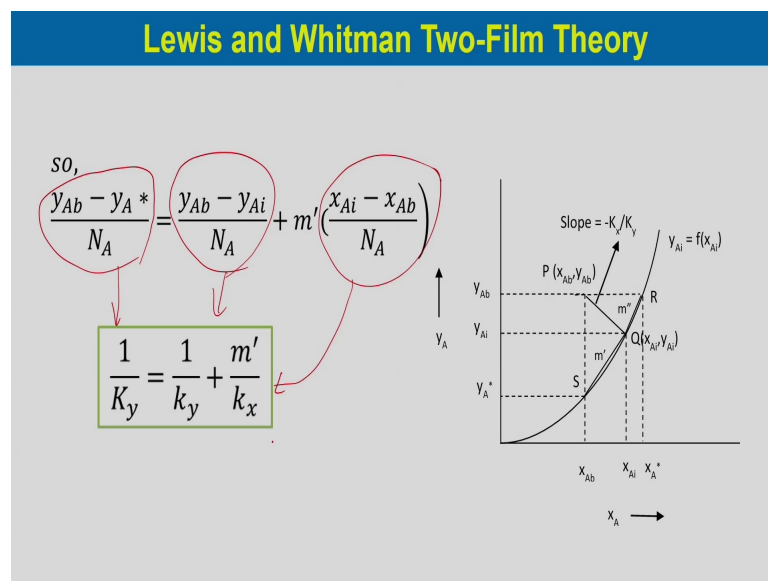 Lewis and Whitman Two-Film Theory
so,
(y_Ab − y_A*)/N_A = (y_Ab − y_Ai)/N_A + m'((x_Ai − x_Ab)/N_A)
1/K_y = 1/k_y + m'/k_x
Slope = -K_x/K_y
y_Ai = f(x_Ai)
P (x_Ab,y_Ab)
y_Ab
R
m"
y_Ai
Q(x_Ai,y_Ai)
y_A
m'
S
y_A*
x_Ab x_Ai x_A*
x_A